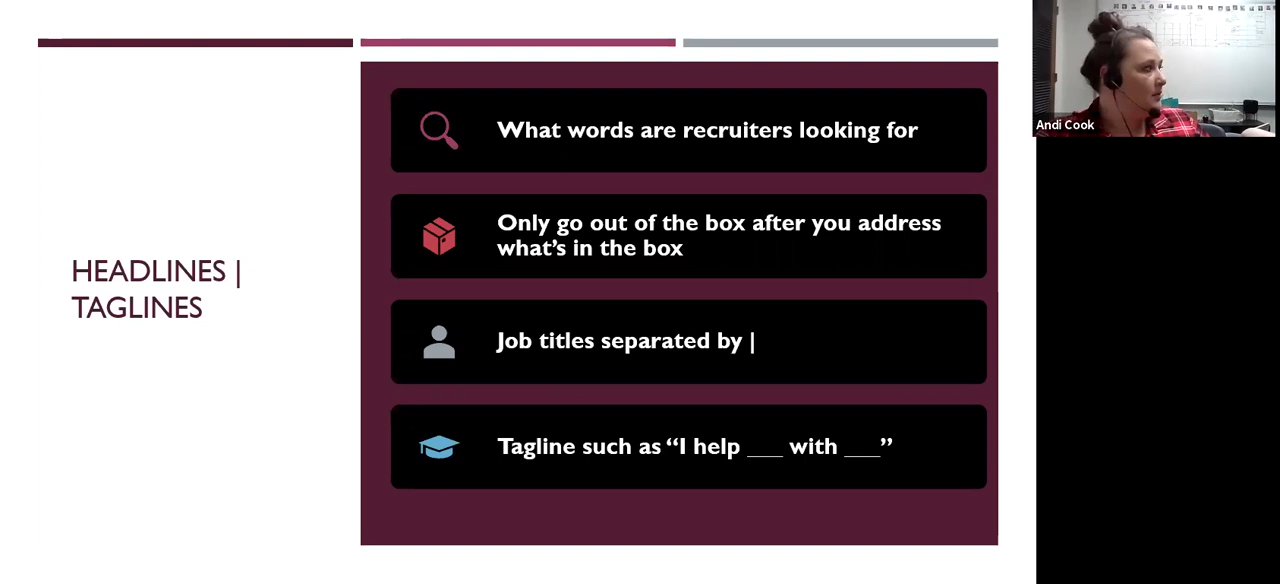 HEADLINES |
TAGLINES
What words are recruiters looking for
Only go out of the box after you address
what’s in the box
Job titles separated by |
Tagline such as “I help ___ with ___”
Andi Cook